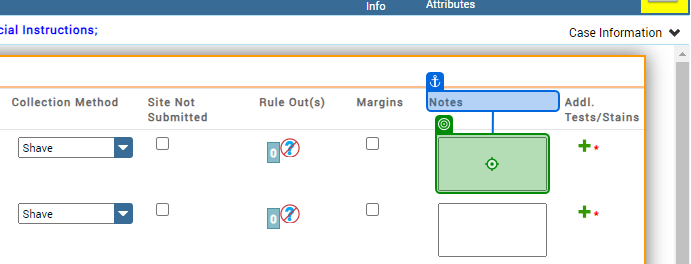 Info
Attributes
cial Instructions;
Case Information
Collection Method
Site Not
Submitted
Rule Out(s)
Margins
Notes
Addl.
Tests/Stains
Shave
0
?
*
Shave
0
?
*